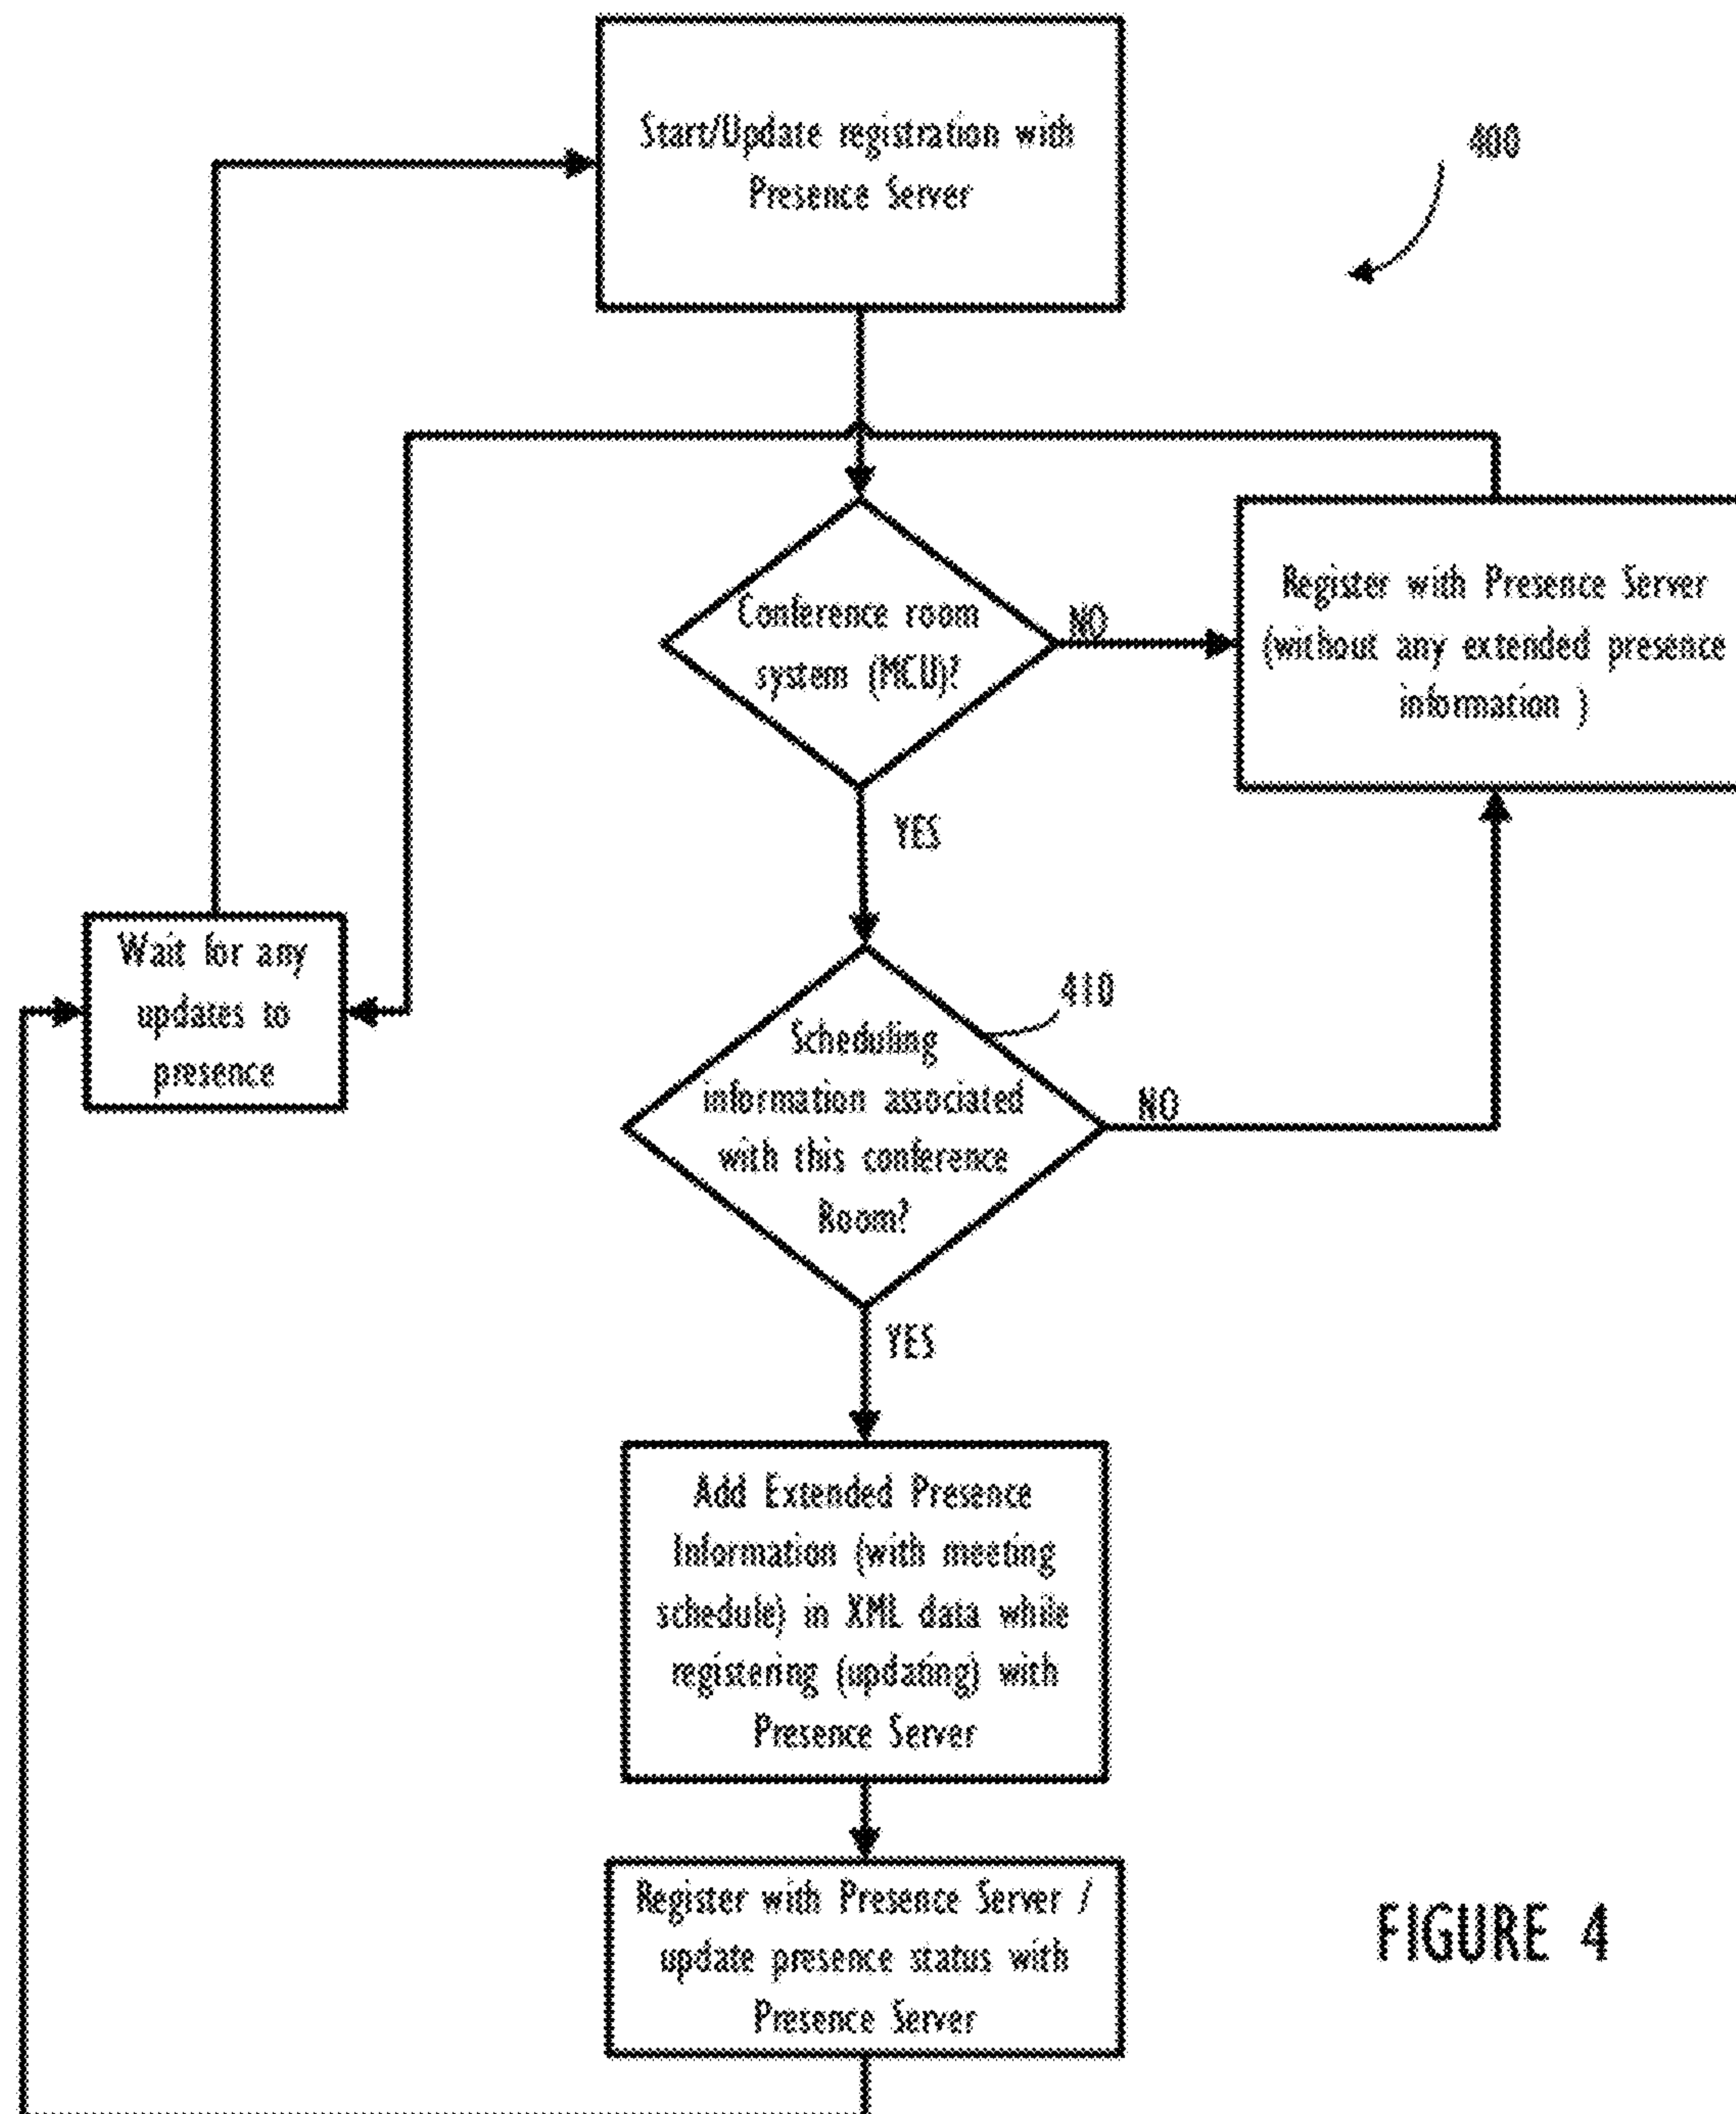 Start/Update registration with
Presence Server
400
Conference room
system (MCU)?
NO
Register with Presence Server
(without any extended presence
information )
YES
Wait for any
updates to
presence
410
Scheduling
information associated
with this conference
Room?
NO
YES
Add Extended Presence
Information (with meeting
schedule) in XML data while
registering (updating) with
Presence Server
Register with Presence Server /
update presence status with
Presence Server
FIGURE 4